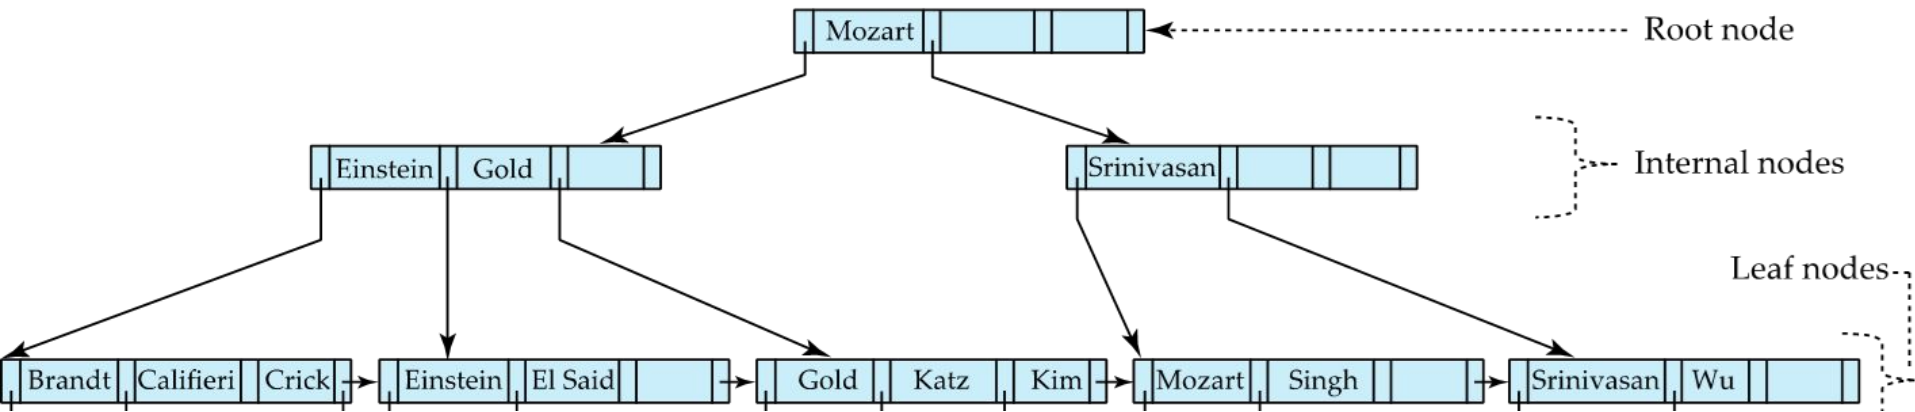 Mozart
Root node
Einstein Gold
Srinivasan
Internal nodes
Leaf nodes
Brandt Califieri Crick
Einstein El Said
Gold Katz Kim
Mozart Singh
Srinivasan Wu